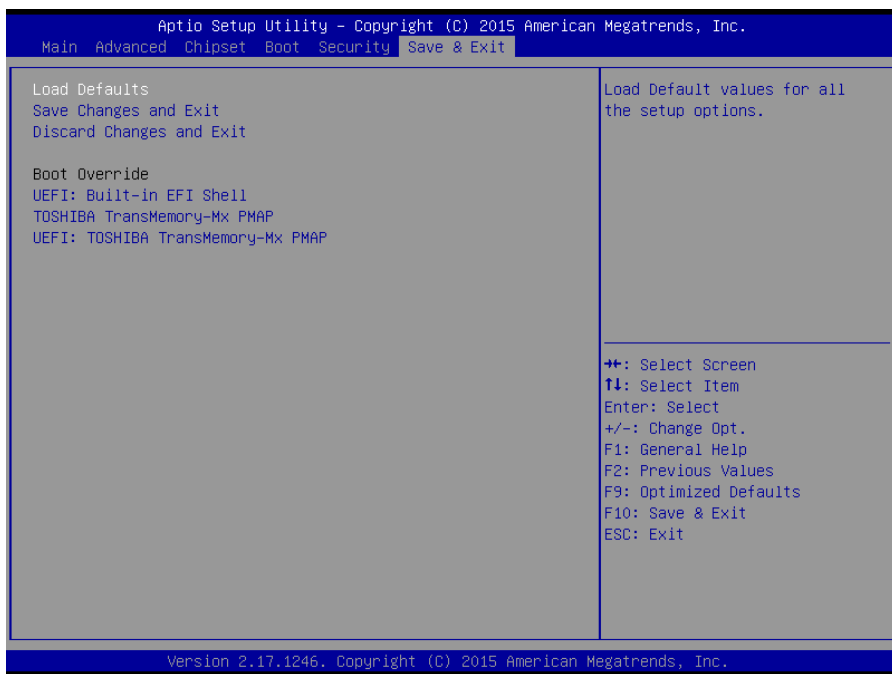 Aptio Setup Utility – Copyright (C) 2015 American Megatrends, Inc.
Main Advanced Chipset Boot Security Save & Exit
Load Defaults
Save Changes and Exit
Discard Changes and Exit
Boot Override
UEFI: Built-in EFI Shell
TOSHIBA TransMemory-Mx PMAP
UEFI: TOSHIBA TransMemory-Mx PMAP
Load Default values for all
the setup options.
→←: Select Screen
↑↓: Select Item
Enter: Select
+/-: Change Opt.
F1: General Help
F2: Previous Values
F9: Optimized Defaults
F10: Save & Exit
ESC: Exit
Version 2.17.1246. Copyright (C) 2015 American Megatrends, Inc.